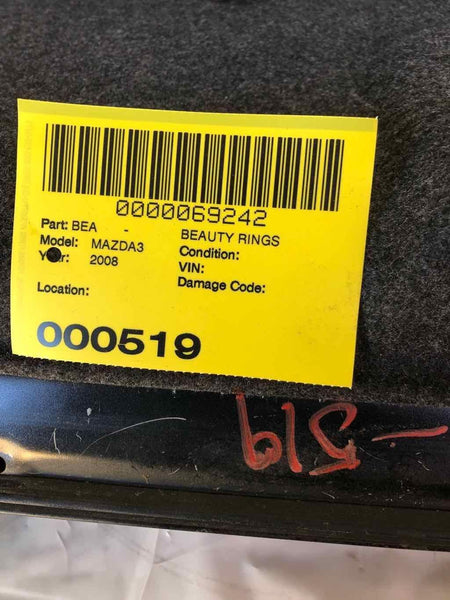 0000069242
Part: BEA - BEAUTY RINGS
Model: MAZDA3 Condition:
Year: 2008 VIN:
Damage Code:
Location:
000519
519-